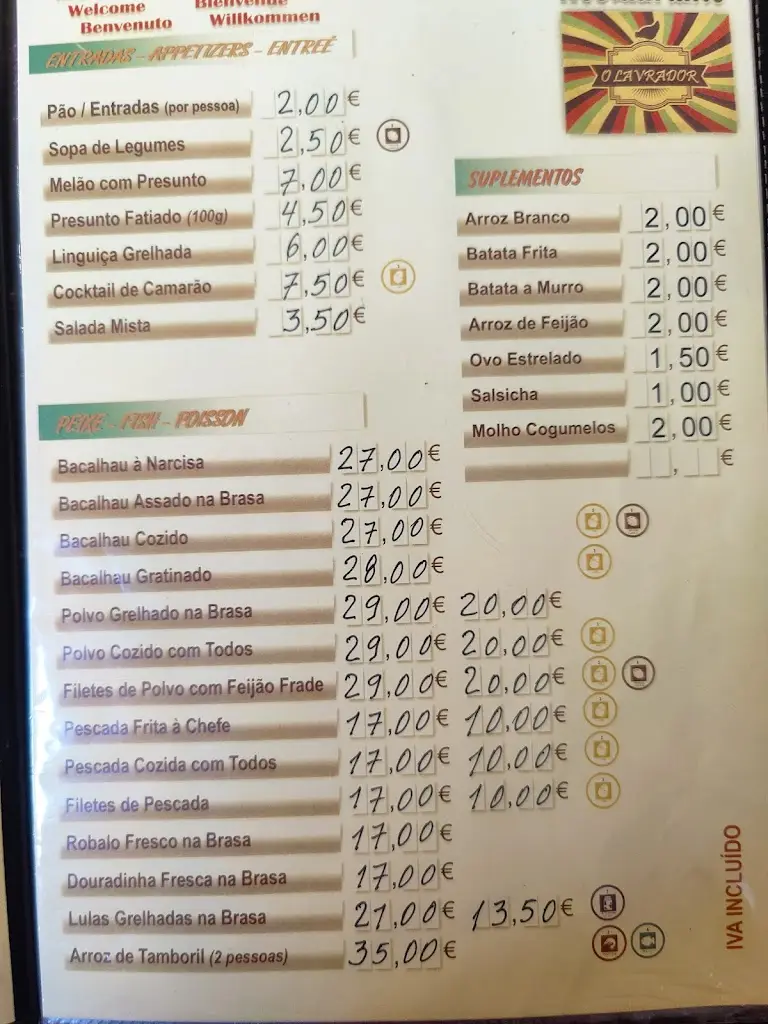 Welcome
Benvenuto
Bienvenue
Willkommen
O LAVRADOR
ENTRADAS - APPETIZERS - ENTREÉ
Pão / Entradas (por pessoa) 2,00€
Sopa de Legumes 2,50€
Melão com Presunto 7,00€
Presunto Fatiado (100g) 4,50€
Linguiça Grelhada 6,00€
Cocktail de Camarão 7,50€
Salada Mista 3,50€
SUPLEMENTOS
Arroz Branco 2,00€
Batata Frita 2,00€
Batata a Murro 2,00€
Arroz de Feijão 2,00€
Ovo Estrelado 1,50€
Salsicha 1,00€
Molho Cogumelos 2,00€
, €
PEIXE - FISH - POISSON
Bacalhau à Narcisa 27,00€
Bacalhau Assado na Brasa 27,00€
Bacalhau Cozido 27,00€
Bacalhau Gratinado 28,00€
Polvo Grelhado na Brasa 29,00€ 20,00€
Polvo Cozido com Todos 29,00€ 20,00€
Filetes de Polvo com Feijão Frade 29,00€ 20,00€
Pescada Frita à Chefe 17,00€ 10,00€
Pescada Cozida com Todos 17,00€ 10,00€
Filetes de Pescada 17,00€ 10,00€
Robalo Fresco na Brasa 17,00€
Douradinha Fresca na Brasa 17,00€
Lulas Grelhadas na Brasa 21,00€ 13,50€
Arroz de Tamboril (2 pessoas) 35,00€
IVA INCLUÍDO